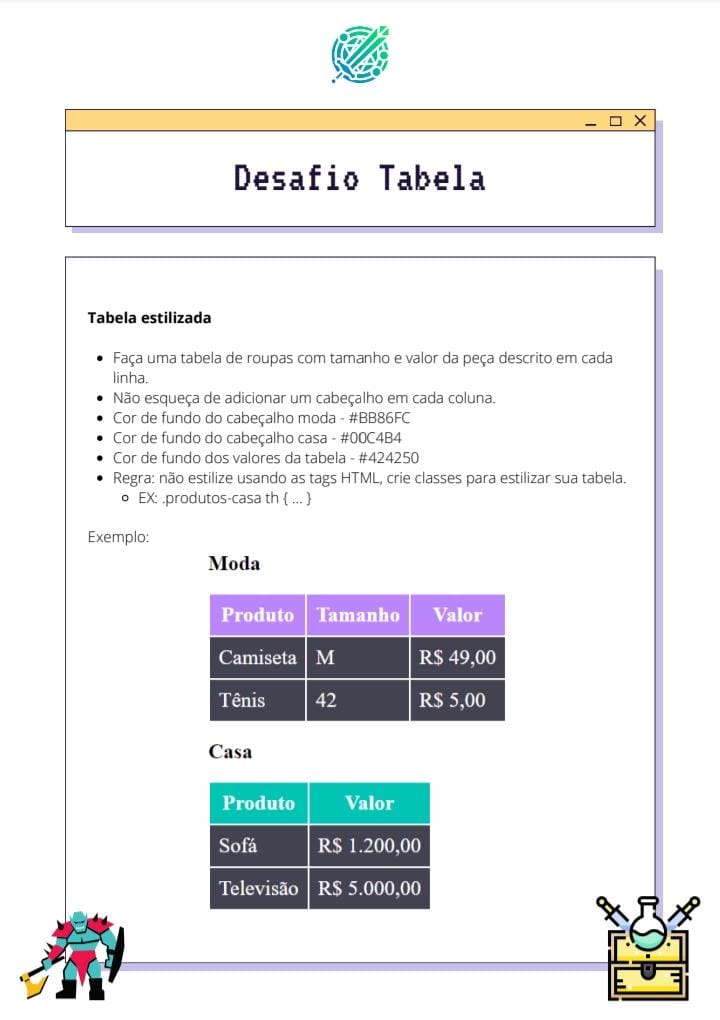 Desafio Tabela
Tabela estilizada
• Faça uma tabela de roupas com tamanho e valor da peça descrito em cada
linha.
• Não esqueça de adicionar um cabeçalho em cada coluna.
• Cor de fundo do cabeçalho moda - #BB86FC
• Cor de fundo do cabeçalho casa - #00C4B4
• Cor de fundo dos valores da tabela - #424250
• Regra: não estilize usando as tags HTML, crie classes para estilizar sua tabela.
◦ EX: .produtos-casa th { ... }
Exemplo:
Moda
Produto Tamanho Valor
Camiseta M R$ 49,00
Tênis 42 R$ 5,00
Casa
Produto Valor
Sofá R$ 1.200,00
Televisão R$ 5.000,00